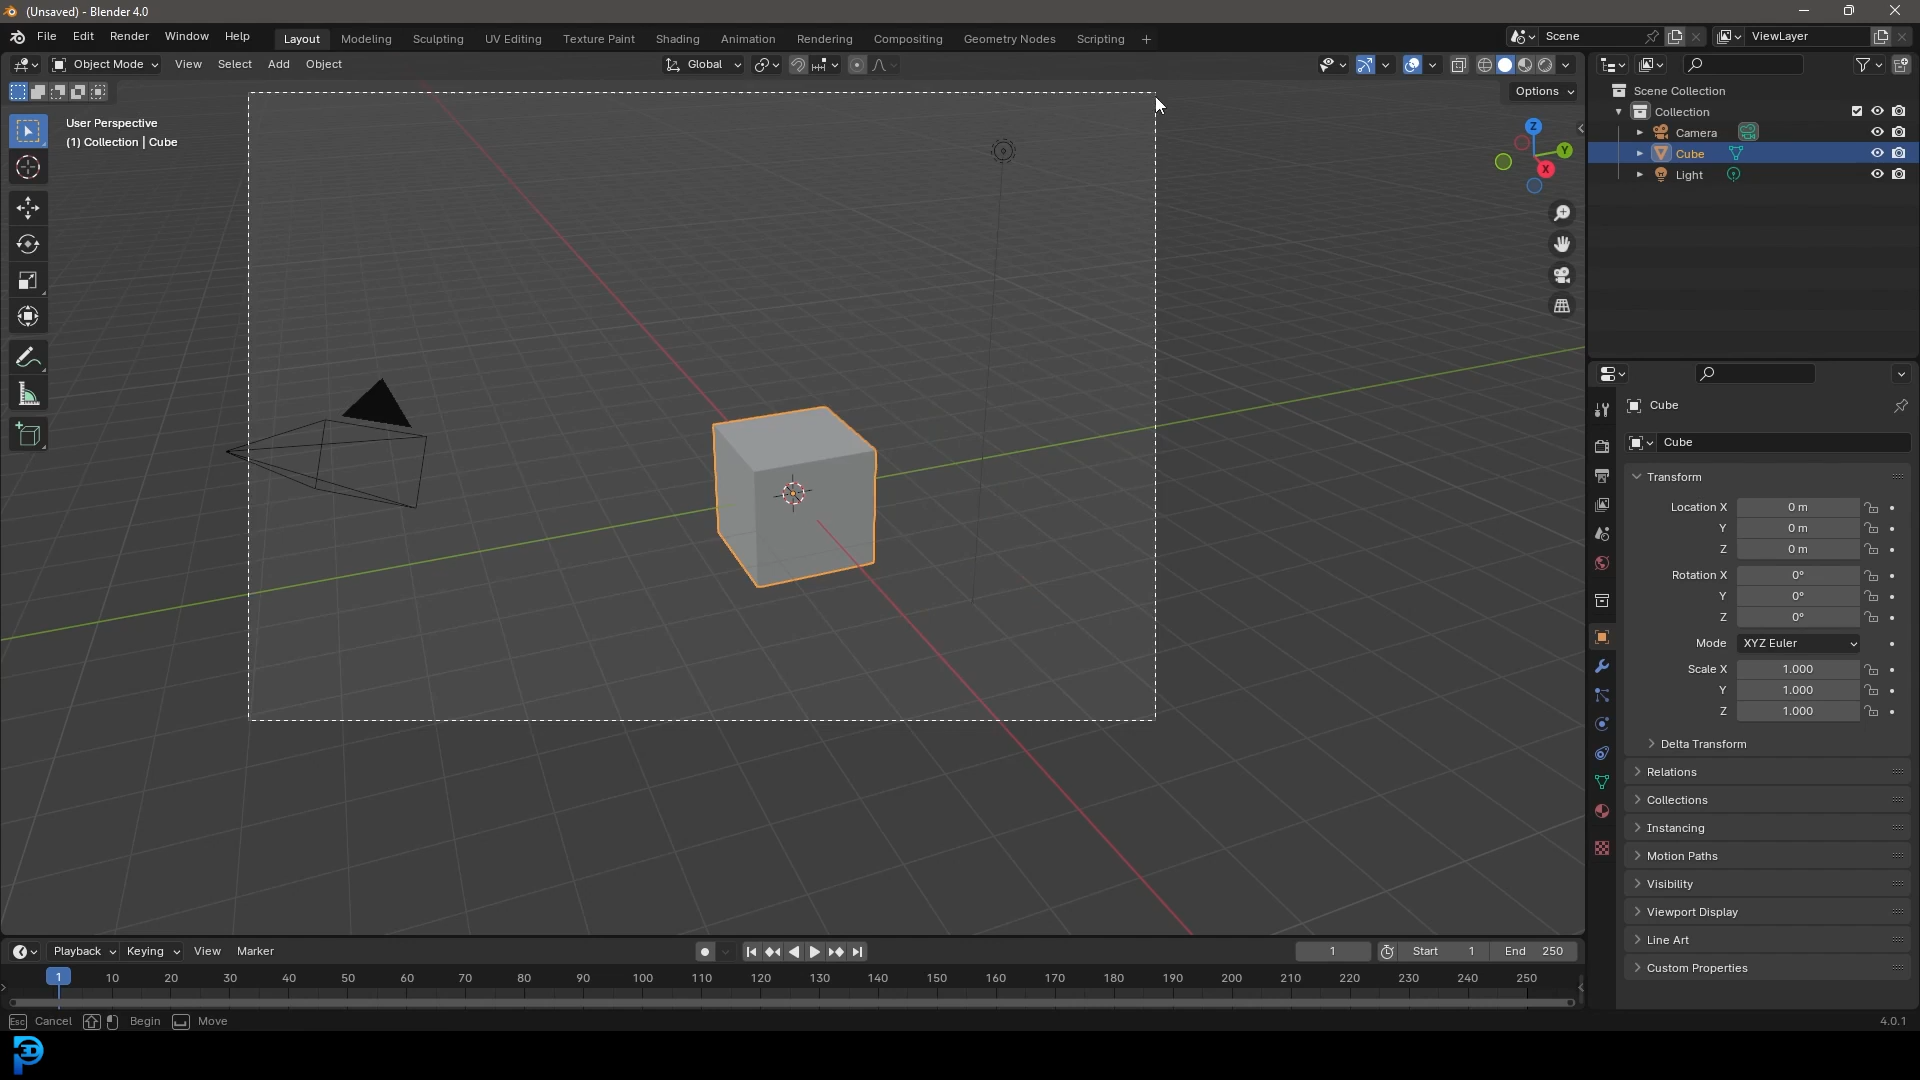 (Unsaved) - Blender 4.0
File Edit Render Window Help Layout Modeling Sculpting UV Editing Texture Paint Shading Animation Rendering Compositing Geometry Nodes Scripting + Scene ViewLayer
Object Mode View Select Add Object Global
Options
User Perspective
(1) Collection | Cube
Z
Y
X
Scene Collection
Collection
Camera
Cube
Light
Cube
Cube
Transform
Location X 0 m
Y 0 m
Z 0 m
Rotation X 0°
Y 0°
Z 0°
Mode XYZ Euler
Scale X 1.000
Y 1.000
Z 1.000
Delta Transform
Relations
Collections
Instancing
Motion Paths
Visibility
Viewport Display
Line Art
Custom Properties
Playback Keying View Marker 1 Start 1 End 250
1 10 20 30 40 50 60 70 80 90 100 110 120 130 140 150 160 170 180 190 200 210 220 230 240 250
Esc Cancel Begin Move 4.0.1